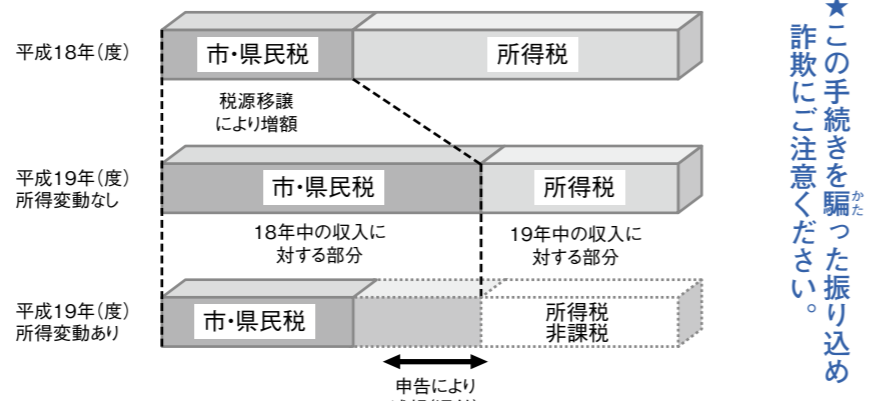 平成18年(度)
市・県民税
所得税
税源移譲
により増額
平成19年(度)
所得変動なし
市・県民税
所得税
18年中の収入に
対する部分
19年中の収入に
対する部分
平成19年(度)
所得変動あり
市・県民税
所得税
非課税
申告により
★この手続きを騙った振り込め
かた
詐欺にご注意ください。